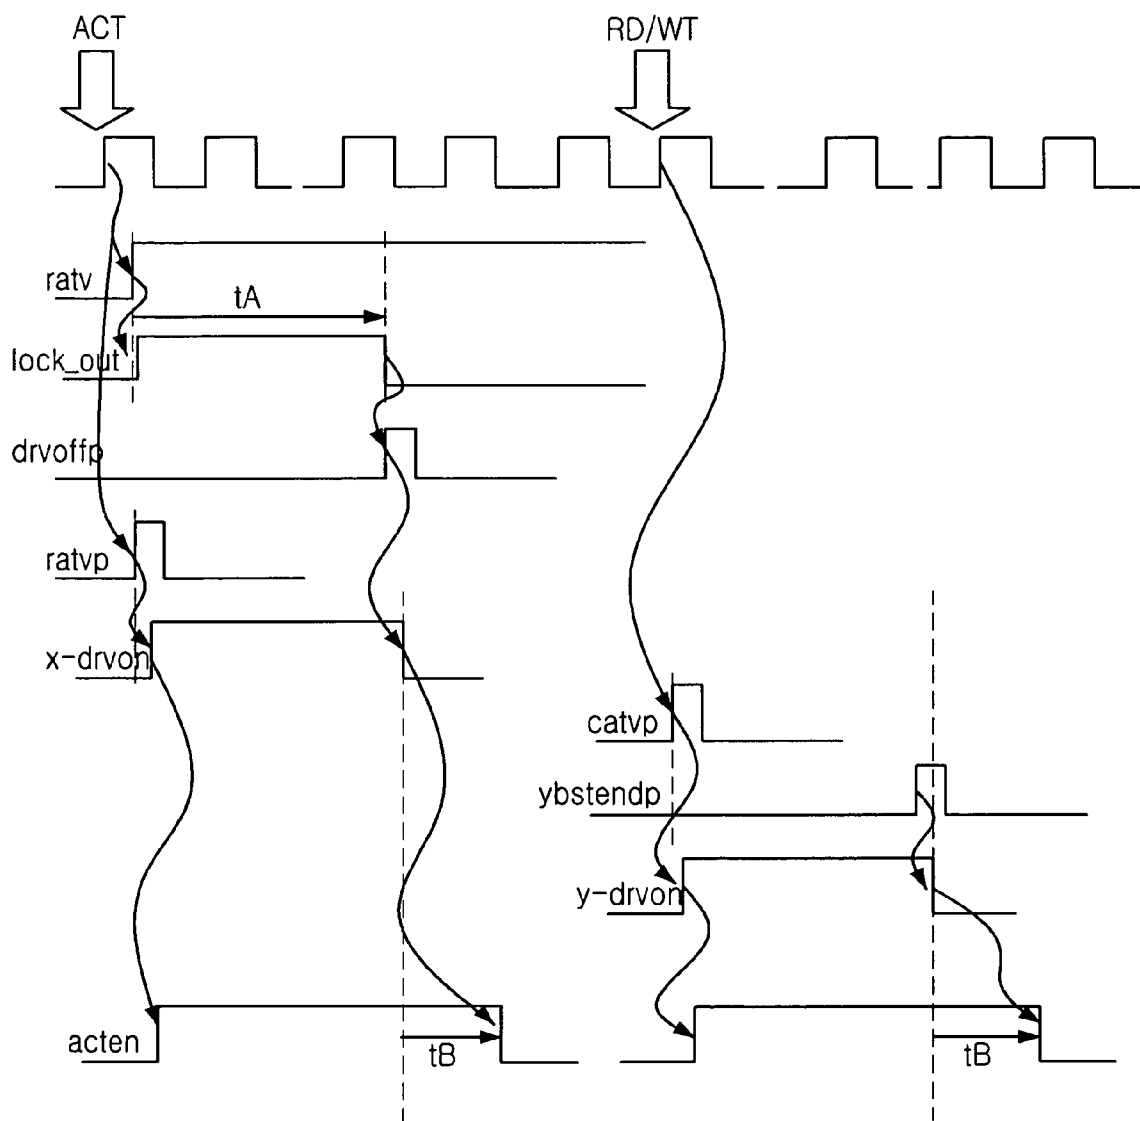 ACT
RD/WT
ratv
tA
lock_out
drvoffp
ratvp
x-drvon
catvp
ybstendp
y-drvon
acten
tB
tB